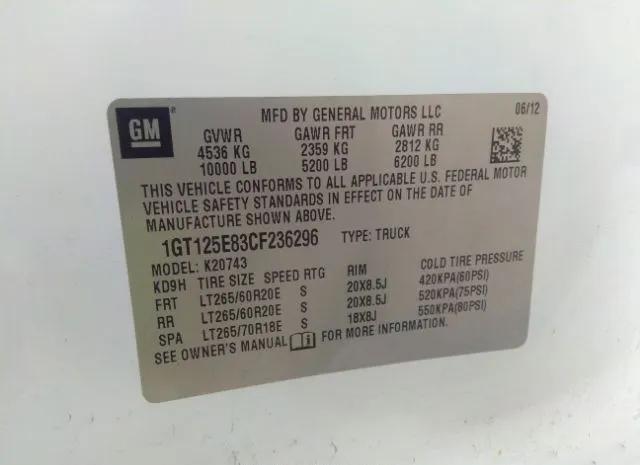 GM ®
MFD BY GENERAL MOTORS LLC 06/12
GVWR GAWR FRT GAWR RR
4536 KG 2359 KG 2812 KG
10000 LB 5200 LB 6200 LB
THIS VEHICLE CONFORMS TO ALL APPLICABLE U.S. FEDERAL MOTOR
VEHICLE SAFETY STANDARDS IN EFFECT ON THE DATE OF
MANUFACTURE SHOWN ABOVE.
1GT125E83CF236296 TYPE: TRUCK
MODEL: K20743
KD9H TIRE SIZE SPEED RTG RIM COLD TIRE PRESSURE
FRT LT265/60R20E S 20X8.5J 420KPA(60PSI)
RR LT265/60R20E S 20X8.5J 520KPA(75PSI)
SPA LT265/70R18E S 18X8J 550KPA(80PSI)
SEE OWNER'S MANUAL FOR MORE INFORMATION.